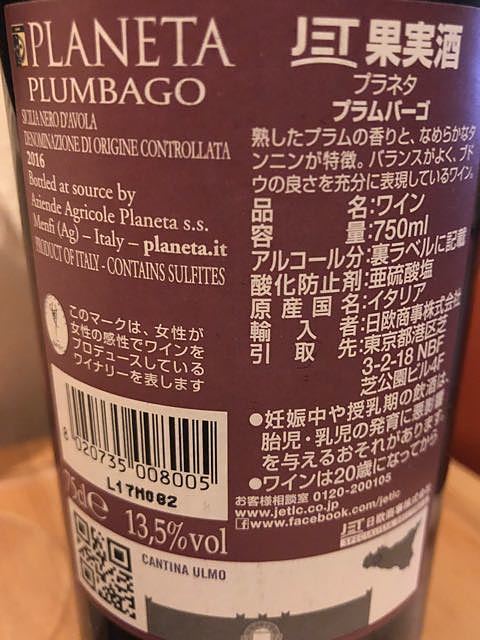 PLANETA
PLUMBAGO
SICILIA NERO D'AVOLA
DENOMINAZIONE DI ORIGINE CONTROLLATA
2016
Bottled at source by
Aziende Agricole Planeta s.s.
Menfi (Ag) – Italy – planeta.it
PRODUCT OF ITALY - CONTAINS SULFITES
このマークは、女性が
女性の感性でワインを
プロデュースしている
ワイナリーを表します
8 020735 008005
L17M082
75cl e
13,5% vol
CANTINA ULMO
JET 果実酒
プラネタ
プラムバーゴ
熟したプラムの香りと、なめらかなタ
ンニンが特徴。バランスがよく、ブド
ウの良さを充分に表現しているワイン。
品名:ワイン
容量:750ml
アルコール分:裏ラベルに記載
酸化防止剤:亜硫酸塩
原産国:イタリア
輸入者:日欧商事株式会社
引取先:東京都港区芝
3-2-18 NBF
芝公園ビル4F
●妊娠中や授乳期の飲酒は、
胎児・乳児の発育に悪影響
を与えるおそれがあります。
●ワインは20歳になってから
お客様相談室 0120-200105
www.jetlc.co.jp
www.facebook.com/jetlc
JET 日欧商事株式会社